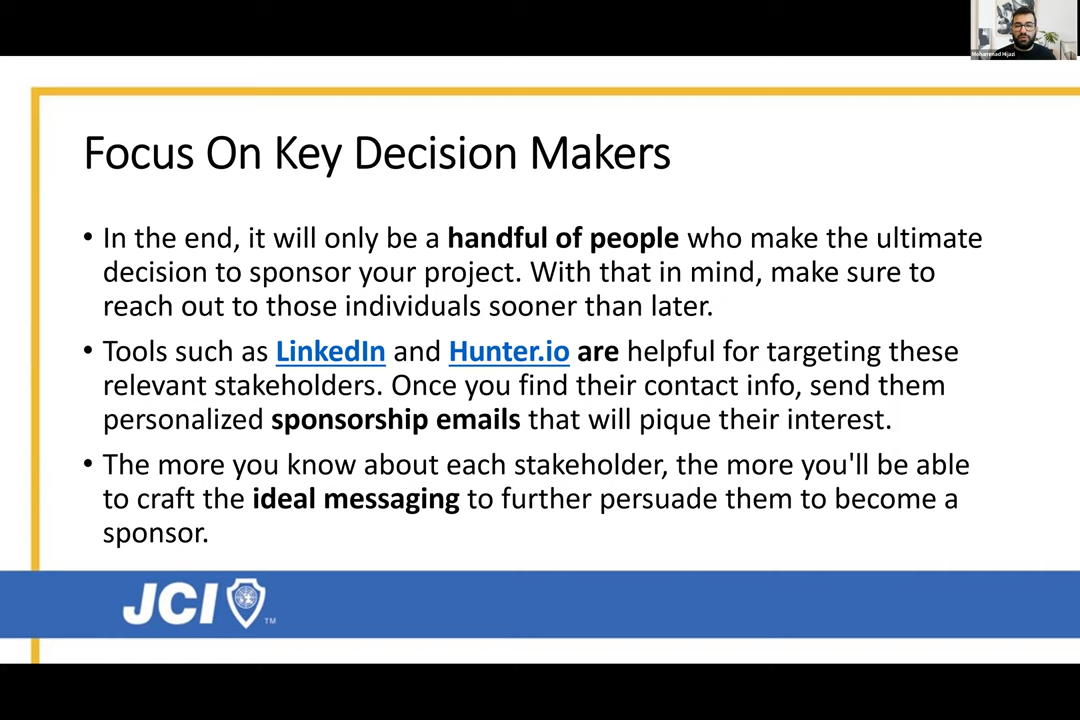 Mohammad Hijazi
Focus On Key Decision Makers
• In the end, it will only be a handful of people who make the ultimate
decision to sponsor your project. With that in mind, make sure to
reach out to those individuals sooner than later.
• Tools such as LinkedIn and Hunter.io are helpful for targeting these
relevant stakeholders. Once you find their contact info, send them
personalized sponsorship emails that will pique their interest.
• The more you know about each stakeholder, the more you'll be able
to craft the ideal messaging to further persuade them to become a
sponsor.
JCI TM